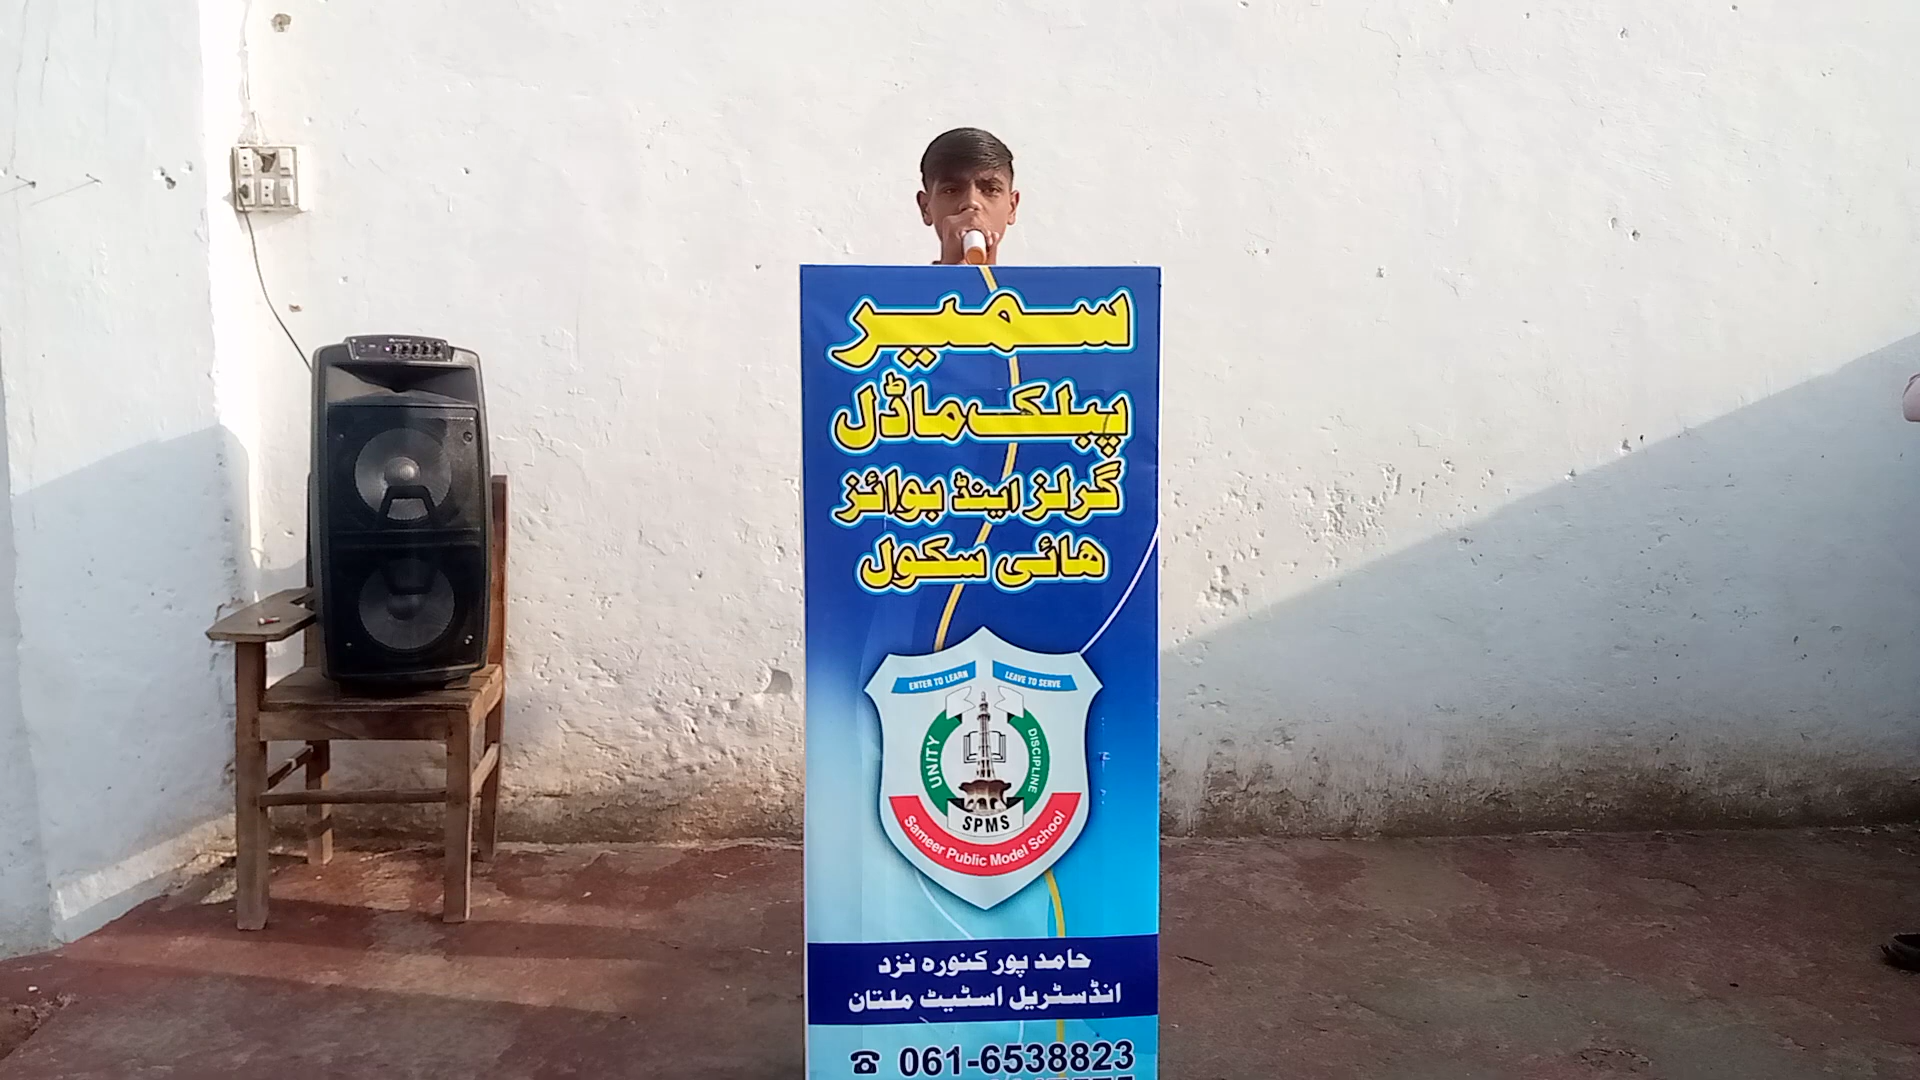 سمیر
پبلک ماڈل
گرلز اینڈ بوائز
ھائی سکول
ENTER TO LEARN
LEAVE TO SERVE
UNITY
DISCIPLINE
SPMS
Sameer Public Model School
حامد پور کنورہ نزد
انڈسٹریل اسٹیٹ ملتان
☎ 061-6538823